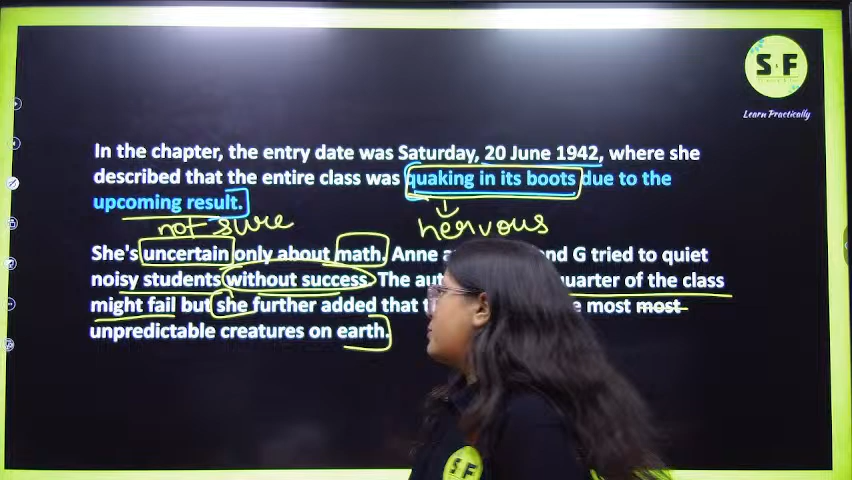 S F
Learn Practically
In the chapter, the entry date was Saturday, 20 June 1942, where she
described that the entire class was quaking in its boots due to the
upcoming result.
not sure nervous
She's uncertain only about math. Anne a nd G tried to quiet
noisy students without success. The aut quarter of the class
might fail but she further added that t e most most
unpredictable creatures on earth.
S F